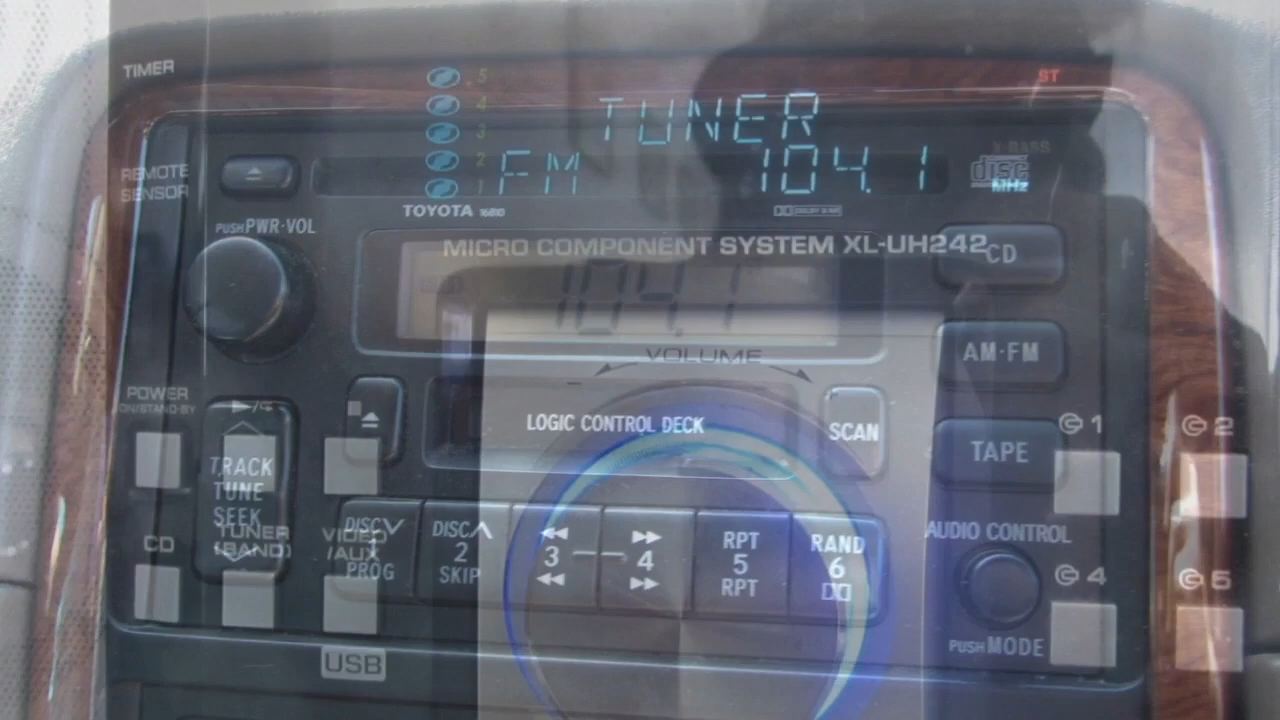 TIMER
5
ST
4
TUNER
3
X-BASS
2
FM
104.1
disc
MHz
REMOTE
SENSOR
1
TOYOTA 16810
DOLBY B NR
PUSH PWR·VOL
MICRO COMPONENT SYSTEM XL-UH242
CD
104.1
VOLUME
AM·FM
POWER
ON/STAND-BY
LOGIC CONTROL DECK
SCAN
1
2
TAPE
TRACK
TUNE
SEEK
TUNER
(BAND)
CD
VIDEO
/AUX
DISC
PROG
DISC
2
SKIP
3
4
RPT
5
RPT
RAND
6
AUDIO CONTROL
4
5
PUSH MODE
USB